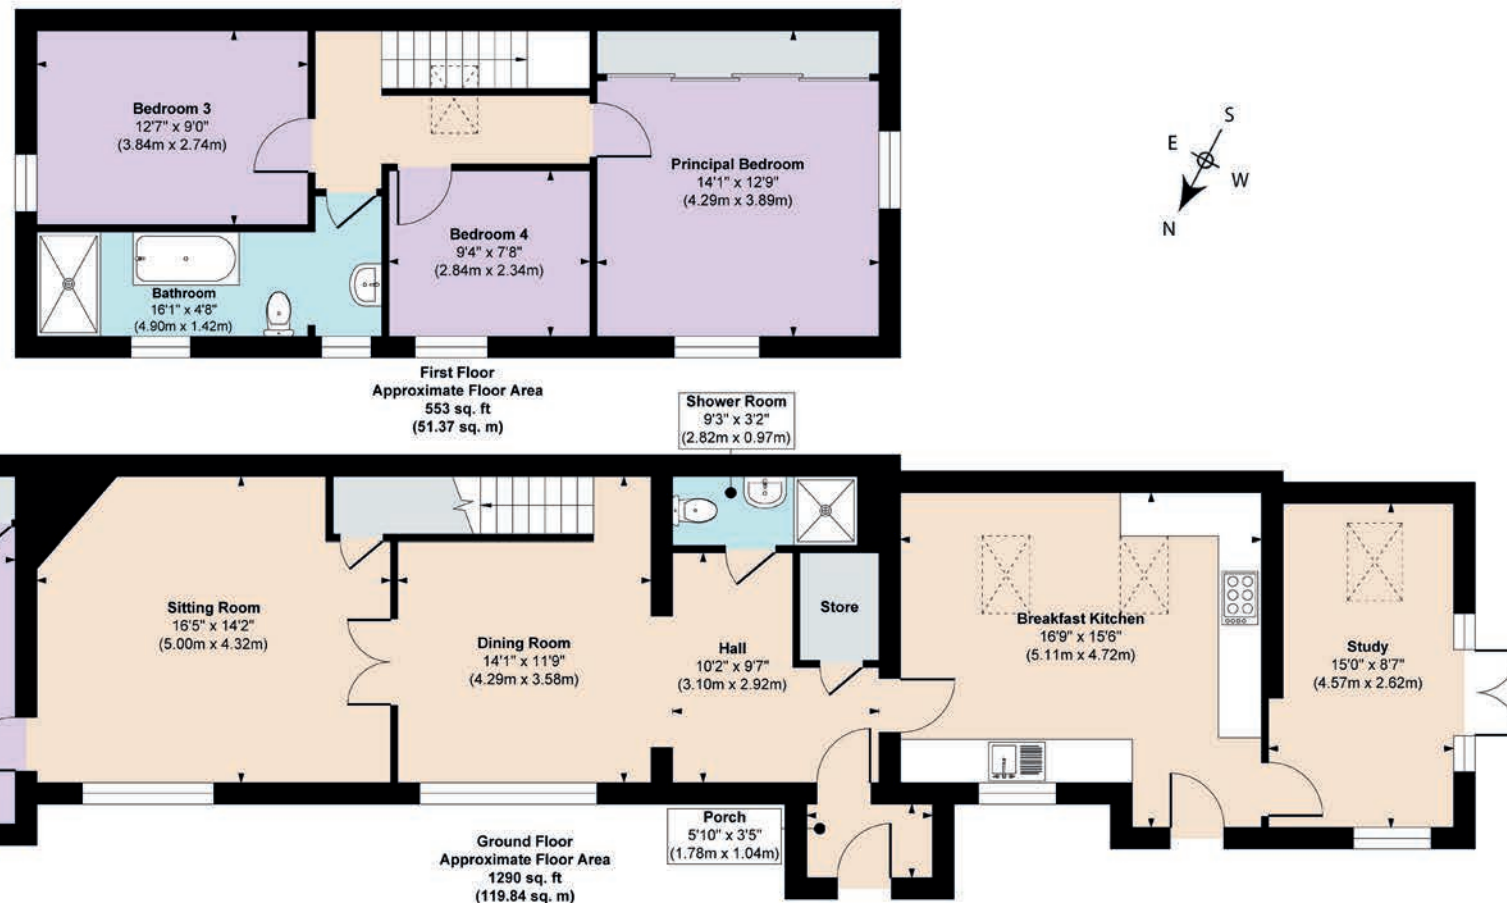 Bedroom 3
12'7" x 9'0"
(3.84m x 2.74m)
Principal Bedroom
14'1" x 12'9"
(4.29m x 3.89m)
Bedroom 4
9'4" x 7'8"
(2.84m x 2.34m)
Bathroom
16'1" x 4'8"
(4.90m x 1.42m)
S
E
W
N
First Floor
Approximate Floor Area
553 sq. ft
(51.37 sq. m)
Shower Room
9'3" x 3'2"
(2.82m x 0.97m)
Sitting Room
16'5" x 14'2"
(5.00m x 4.32m)
Dining Room
14'1" x 11'9"
(4.29m x 3.58m)
Hall
10'2" x 9'7"
(3.10m x 2.92m)
Store
Breakfast Kitchen
16'9" x 15'6"
(5.11m x 4.72m)
Study
15'0" x 8'7"
(4.57m x 2.62m)
Porch
5'10" x 3'5"
(1.78m x 1.04m)
Ground Floor
Approximate Floor Area
1290 sq. ft
(119.84 sq. m)